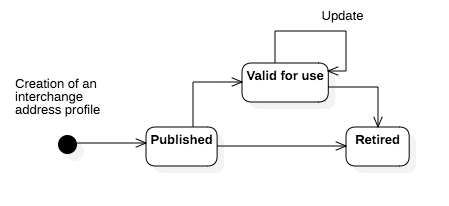 Update
Valid for use
Creation of an
interchange
address profile
Published
Retired